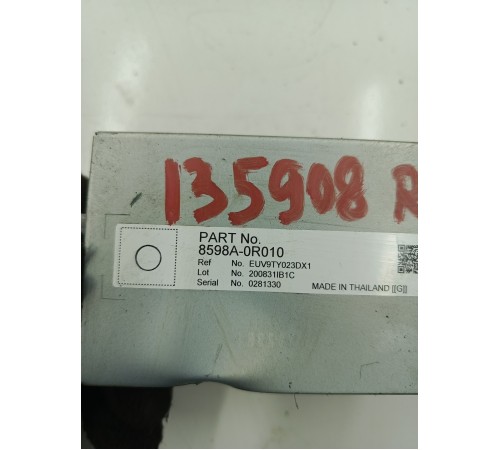 135908 R
PART No.
8598A-0R010
Ref No. EUV9TY023DX1
Lot No. 200831IB1C
Serial No. 0281330
MADE IN THAILAND [[G]]